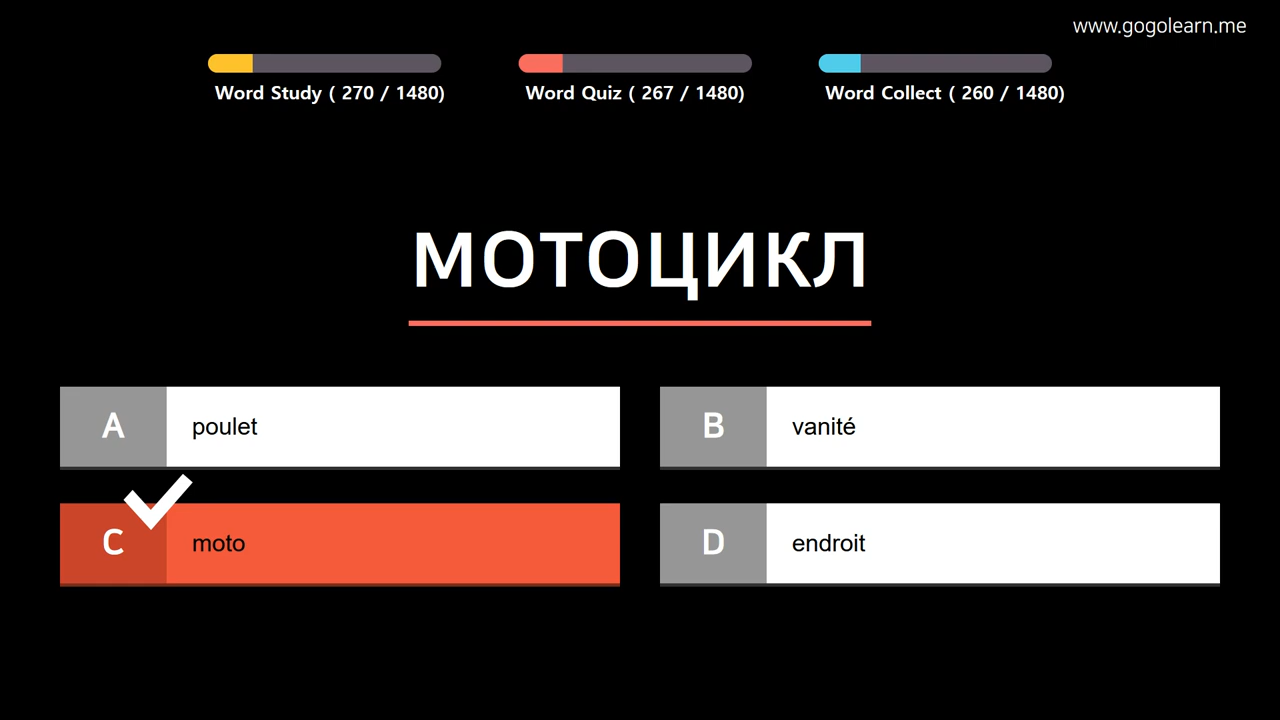 www.gogolearn.me
Word Study ( 270 / 1480)
Word Quiz ( 267 / 1480)
Word Collect ( 260 / 1480)
МОТОЦИКЛ
A poulet
B vanité
C moto
D endroit